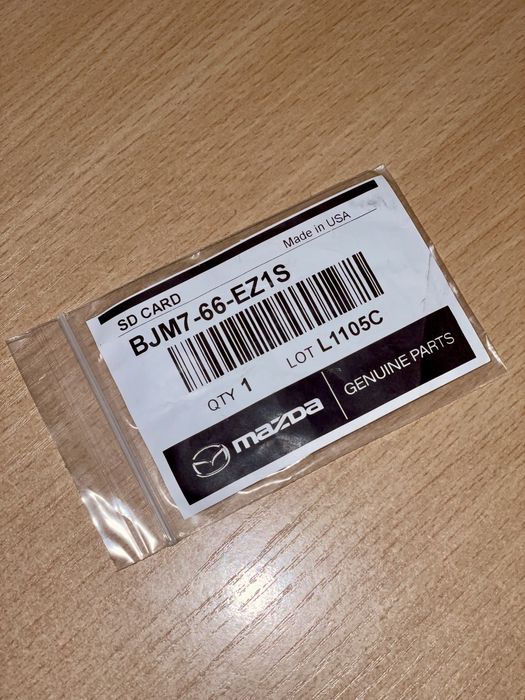 SD CARD
Made in USA
BJM7-66-EZ1S
QTY 1
LOT L1105C
mazda
GENUINE PARTS